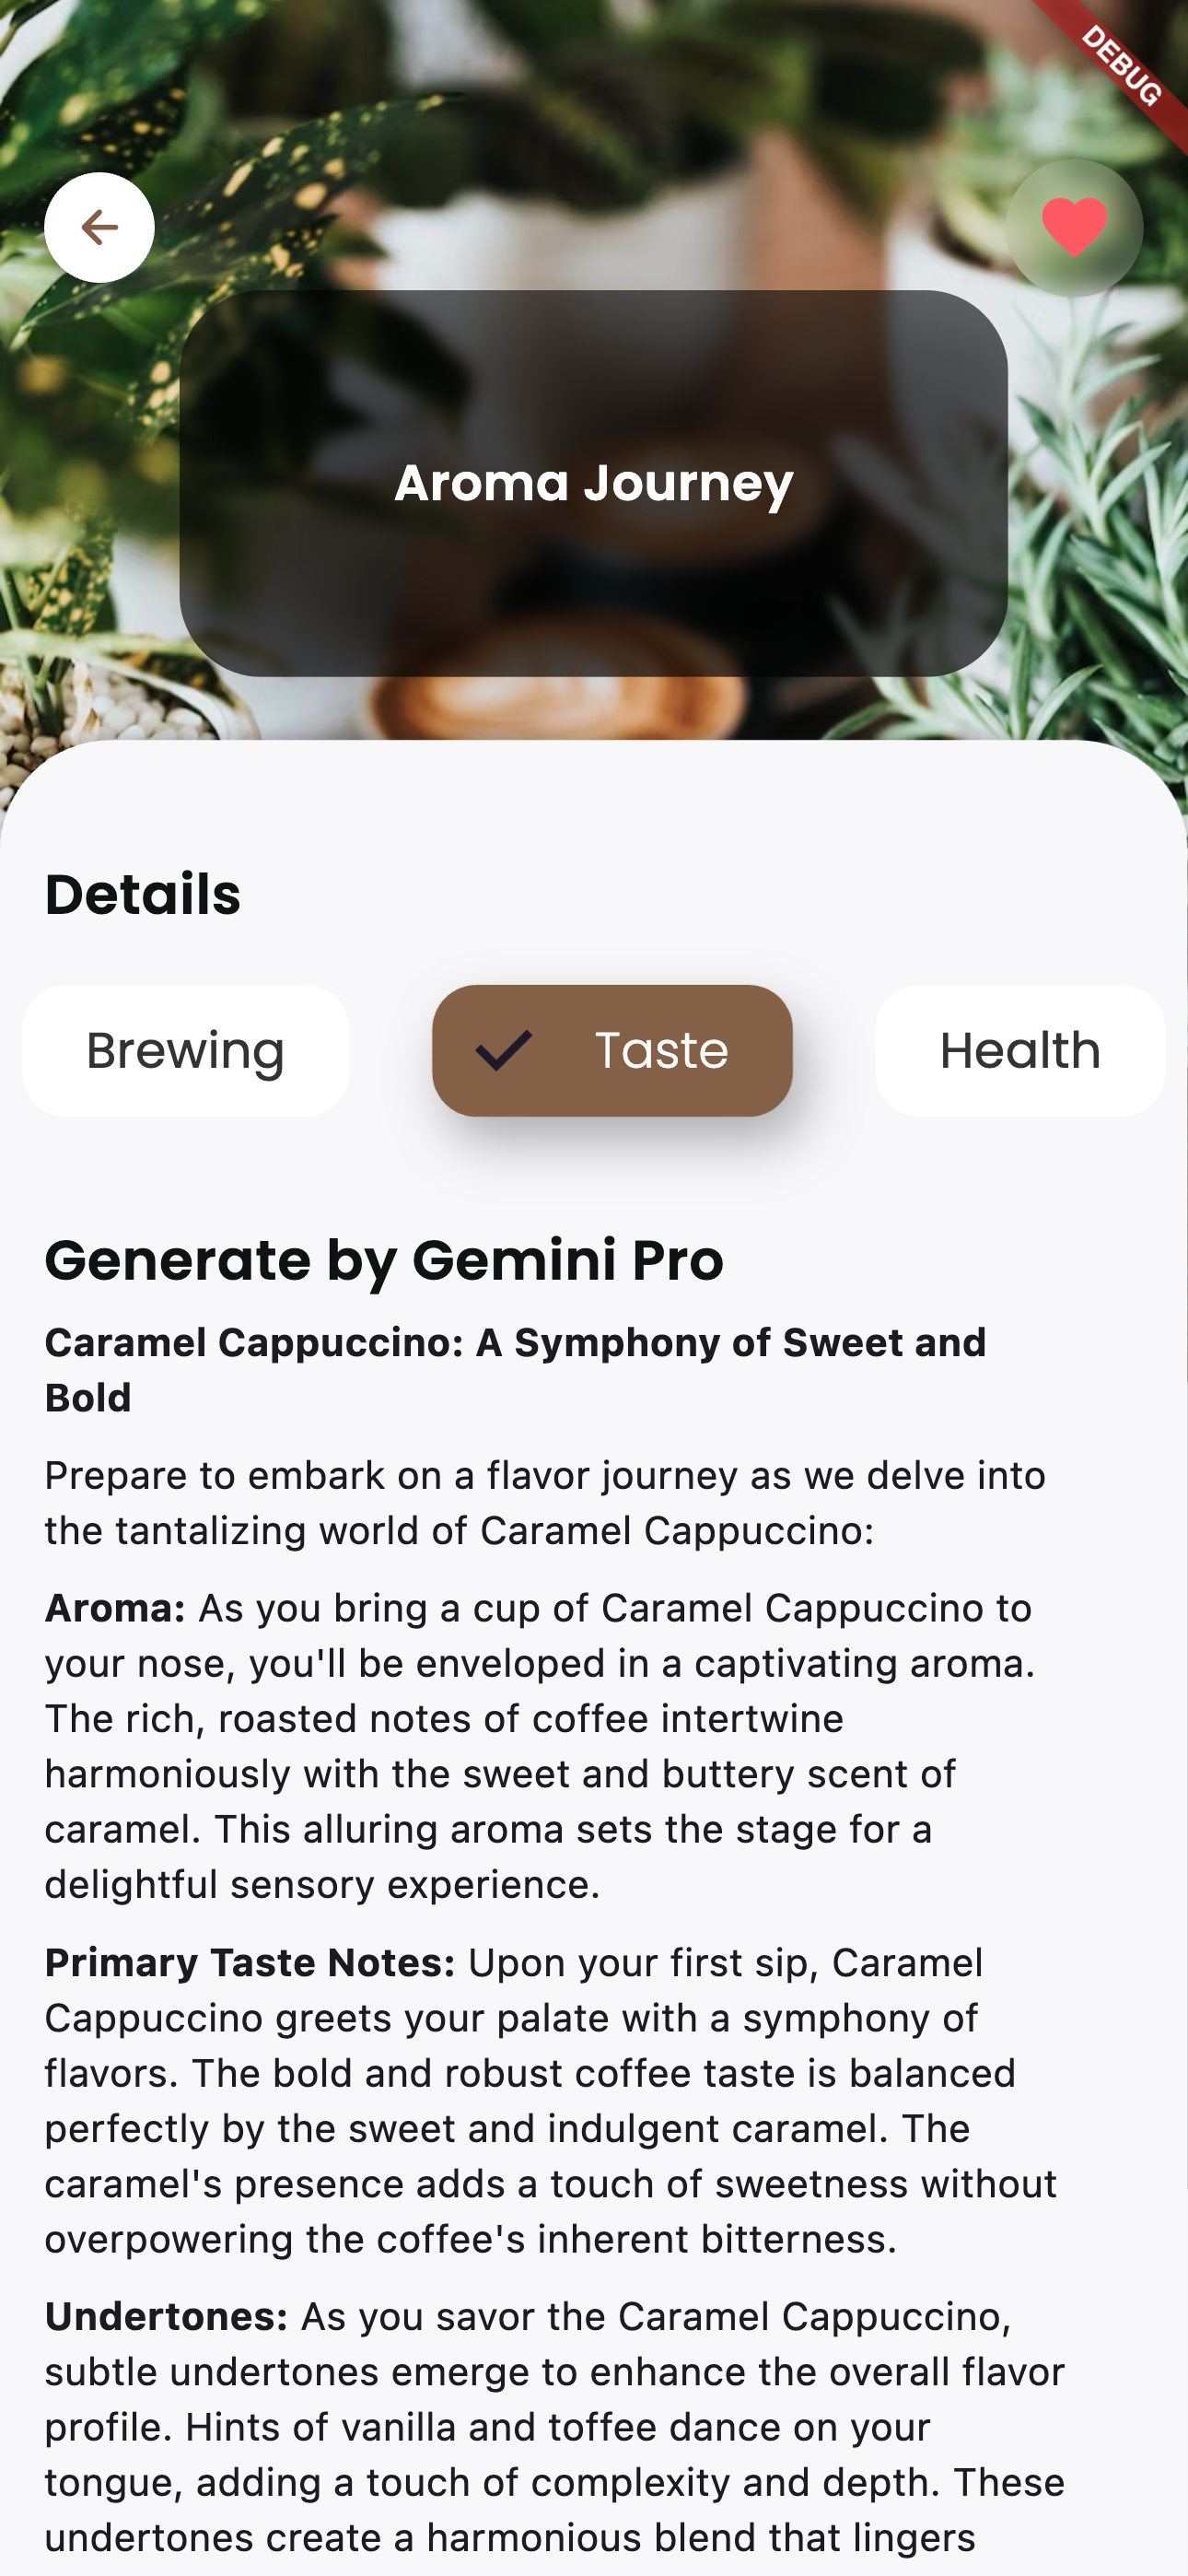 DEBUG
Aroma Journey
Details
Brewing
Taste
Health
Generate by Gemini Pro
Caramel Cappuccino: A Symphony of Sweet and
Bold
Prepare to embark on a flavor journey as we delve into
the tantalizing world of Caramel Cappuccino:
Aroma: As you bring a cup of Caramel Cappuccino to
your nose, you'll be enveloped in a captivating aroma.
The rich, roasted notes of coffee intertwine
harmoniously with the sweet and buttery scent of
caramel. This alluring aroma sets the stage for a
delightful sensory experience.
Primary Taste Notes: Upon your first sip, Caramel
Cappuccino greets your palate with a symphony of
flavors. The bold and robust coffee taste is balanced
perfectly by the sweet and indulgent caramel. The
caramel's presence adds a touch of sweetness without
overpowering the coffee's inherent bitterness.
Undertones: As you savor the Caramel Cappuccino,
subtle undertones emerge to enhance the overall flavor
profile. Hints of vanilla and toffee dance on your
tongue, adding a touch of complexity and depth. These
undertones create a harmonious blend that lingers